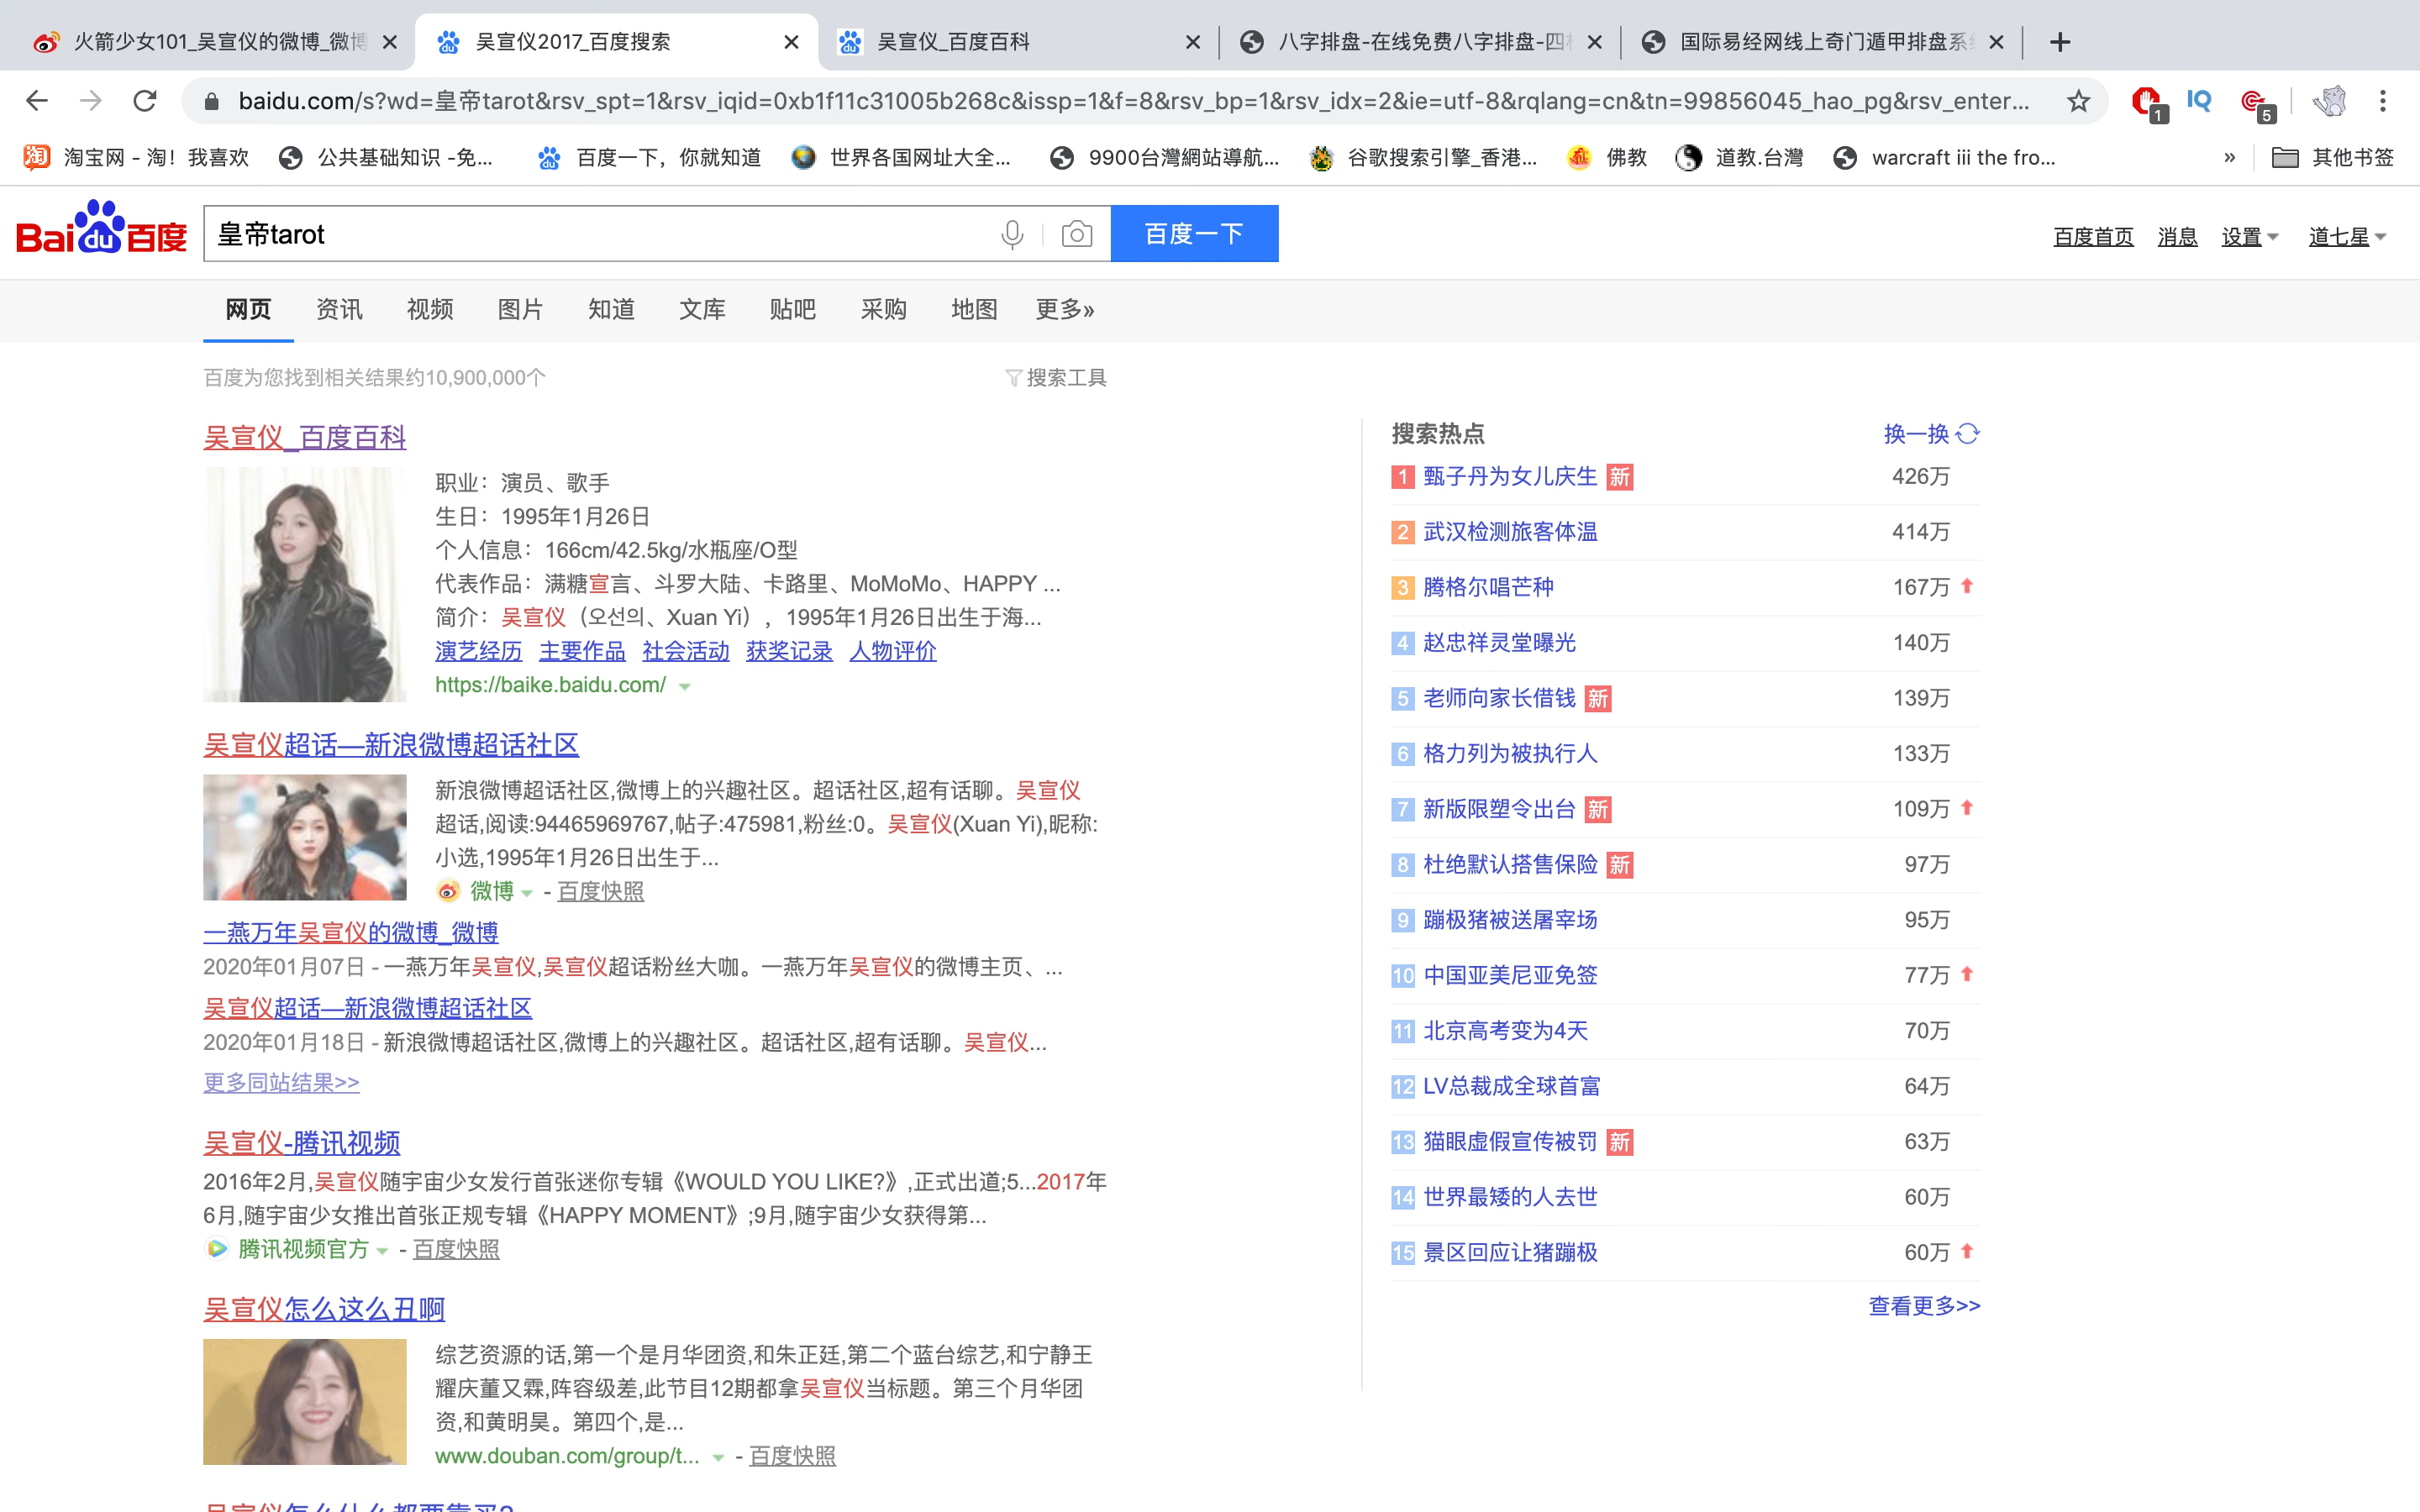 火箭少女101_吴宣仪的微博_微博
吴宣仪2017_百度搜索
吴宣仪_百度百科
八字排盘-在线免费八字排盘-四
国际易经网线上奇门遁甲排盘系
baidu.com/s?wd=皇帝tarot&rsv_spt=1&rsv_iqid=0xb1f11c31005b268c&issp=1&f=8&rsv_bp=1&rsv_idx=2&ie=utf-8&rqlang=cn&tn=99856045_hao_pg&rsv_enter...
1
IQ
5
淘 淘宝网 - 淘！我喜欢
公共基础知识 -免...
百度一下，你就知道
世界各国网址大全...
9900台灣網站導航...
谷歌搜索引擎_香港...
佛教
道教.台灣
warcraft iii the fro...
»
其他书签
Bai du 百度
皇帝tarot
百度一下
百度首页 消息 设置 道七星
网页 资讯 视频 图片 知道 文库 贴吧 采购 地图 更多»
百度为您找到相关结果约10,900,000个
搜索工具
吴宣仪_百度百科
职业：演员、歌手
生日：1995年1月26日
个人信息：166cm/42.5kg/水瓶座/O型
代表作品：满糖宣言、斗罗大陆、卡路里、MoMoMo、HAPPY ...
简介：吴宣仪（오선의、Xuan Yi），1995年1月26日出生于海...
演艺经历 主要作品 社会活动 获奖记录 人物评价
https://baike.baidu.com/
吴宣仪超话—新浪微博超话社区
新浪微博超话社区,微博上的兴趣社区。超话社区,超有话聊。吴宣仪
超话,阅读:94465969767,帖子:475981,粉丝:0。吴宣仪(Xuan Yi),昵称:
小选,1995年1月26日出生于...
微博 - 百度快照
一燕万年吴宣仪的微博_微博
2020年01月07日 - 一燕万年吴宣仪,吴宣仪超话粉丝大咖。一燕万年吴宣仪的微博主页、...
吴宣仪超话—新浪微博超话社区
2020年01月18日 - 新浪微博超话社区,微博上的兴趣社区。超话社区,超有话聊。吴宣仪...
更多同站结果>>
吴宣仪-腾讯视频
2016年2月,吴宣仪随宇宙少女发行首张迷你专辑《WOULD YOU LIKE?》,正式出道;5...2017年
6月,随宇宙少女推出首张正规专辑《HAPPY MOMENT》;9月,随宇宙少女获得第...
腾讯视频官方 - 百度快照
吴宣仪怎么这么丑啊
综艺资源的话,第一个是月华团资,和朱正廷,第二个蓝台综艺,和宁静王
耀庆董又霖,阵容级差,此节目12期都拿吴宣仪当标题。第三个月华团
资,和黄明昊。第四个,是...
www.douban.com/group/t... - 百度快照
搜索热点 换一换
1 甄子丹为女儿庆生 新 426万
2 武汉检测旅客体温 414万
3 腾格尔唱芒种 167万
4 赵忠祥灵堂曝光 140万
5 老师向家长借钱 新 139万
6 格力列为被执行人 133万
7 新版限塑令出台 新 109万
8 杜绝默认搭售保险 新 97万
9 蹦极猪被送屠宰场 95万
10 中国亚美尼亚免签 77万
11 北京高考变为4天 70万
12 LV总裁成全球首富 64万
13 猫眼虚假宣传被罚 新 63万
14 世界最矮的人去世 60万
15 景区回应让猪蹦极 60万
查看更多>>